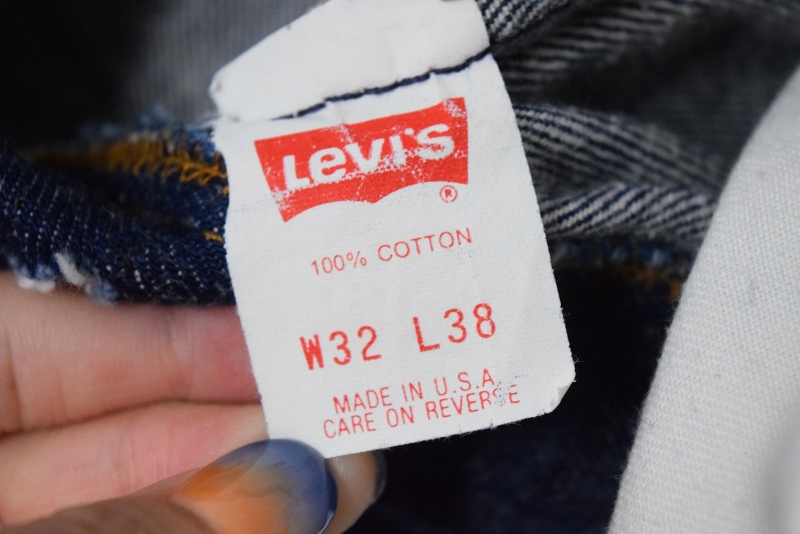 Levi's
®
100% COTTON
W32 L38
MADE IN U.S.A.
CARE ON REVERSE